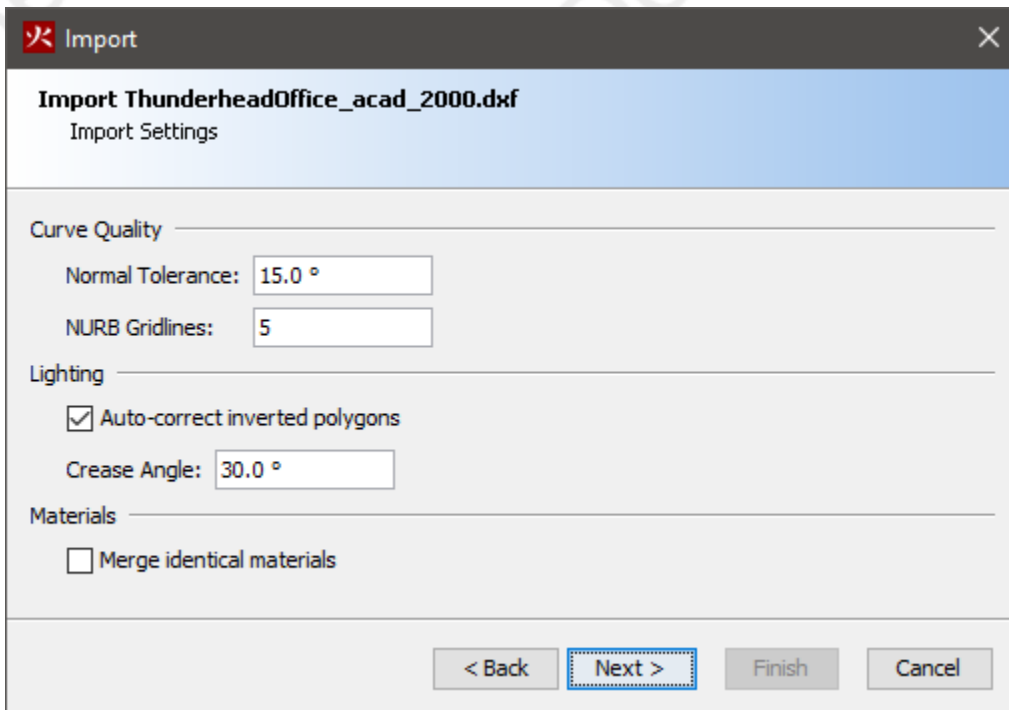 火 Import
Import ThunderheadOffice_acad_2000.dxf
Import Settings
Curve Quality
Normal Tolerance: 15.0 °
NURB Gridlines: 5
Lighting
Auto-correct inverted polygons
Crease Angle: 30.0 °
Materials
Merge identical materials
< Back Next > Finish Cancel